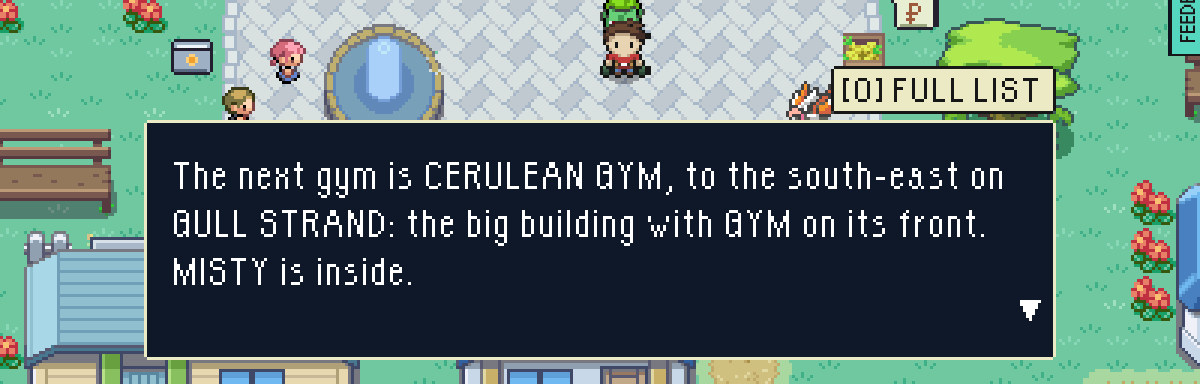 ₽
FEEDB
[O] FULL LIST
The next gym is CERULEAN GYM, to the south-east on
GULL STRAND: the big building with GYM on its front.
MISTY is inside.